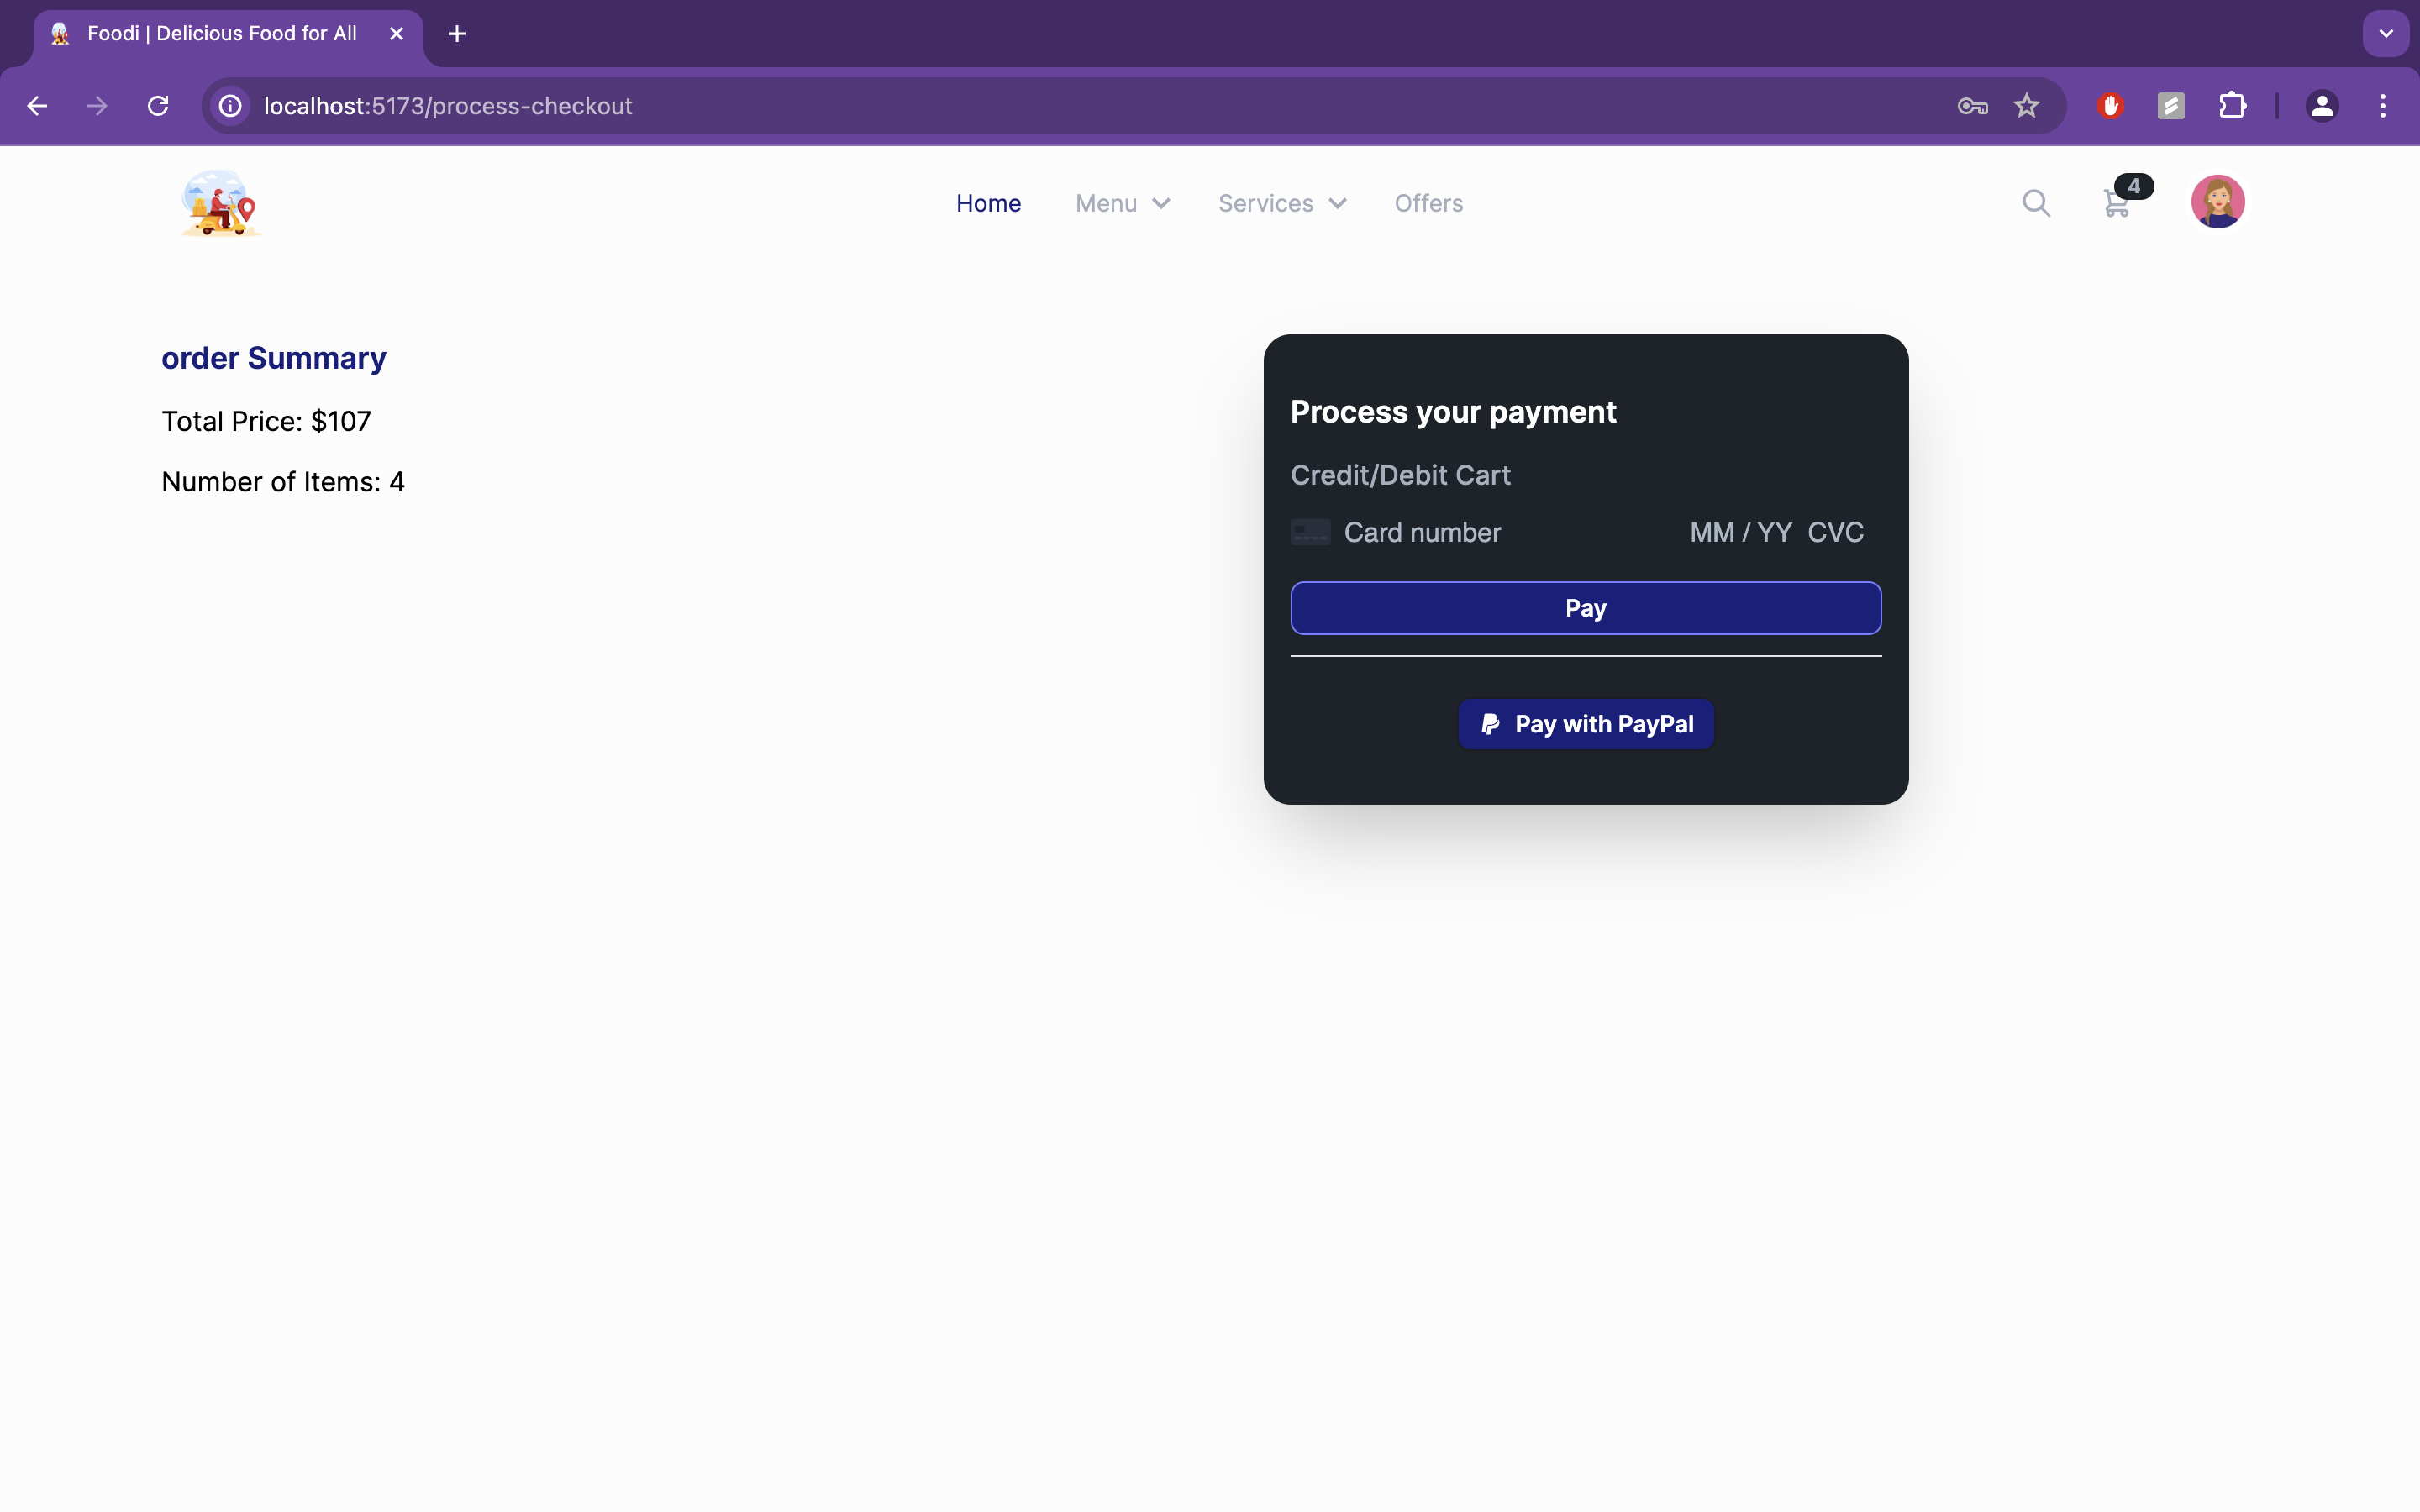 Foodi | Delicious Food for All
localhost:5173/process-checkout
Home Menu Services Offers
4
order Summary
Total Price: $107
Number of Items: 4
Process your payment
Credit/Debit Cart
Card number MM / YY CVC
Pay
Pay with PayPal